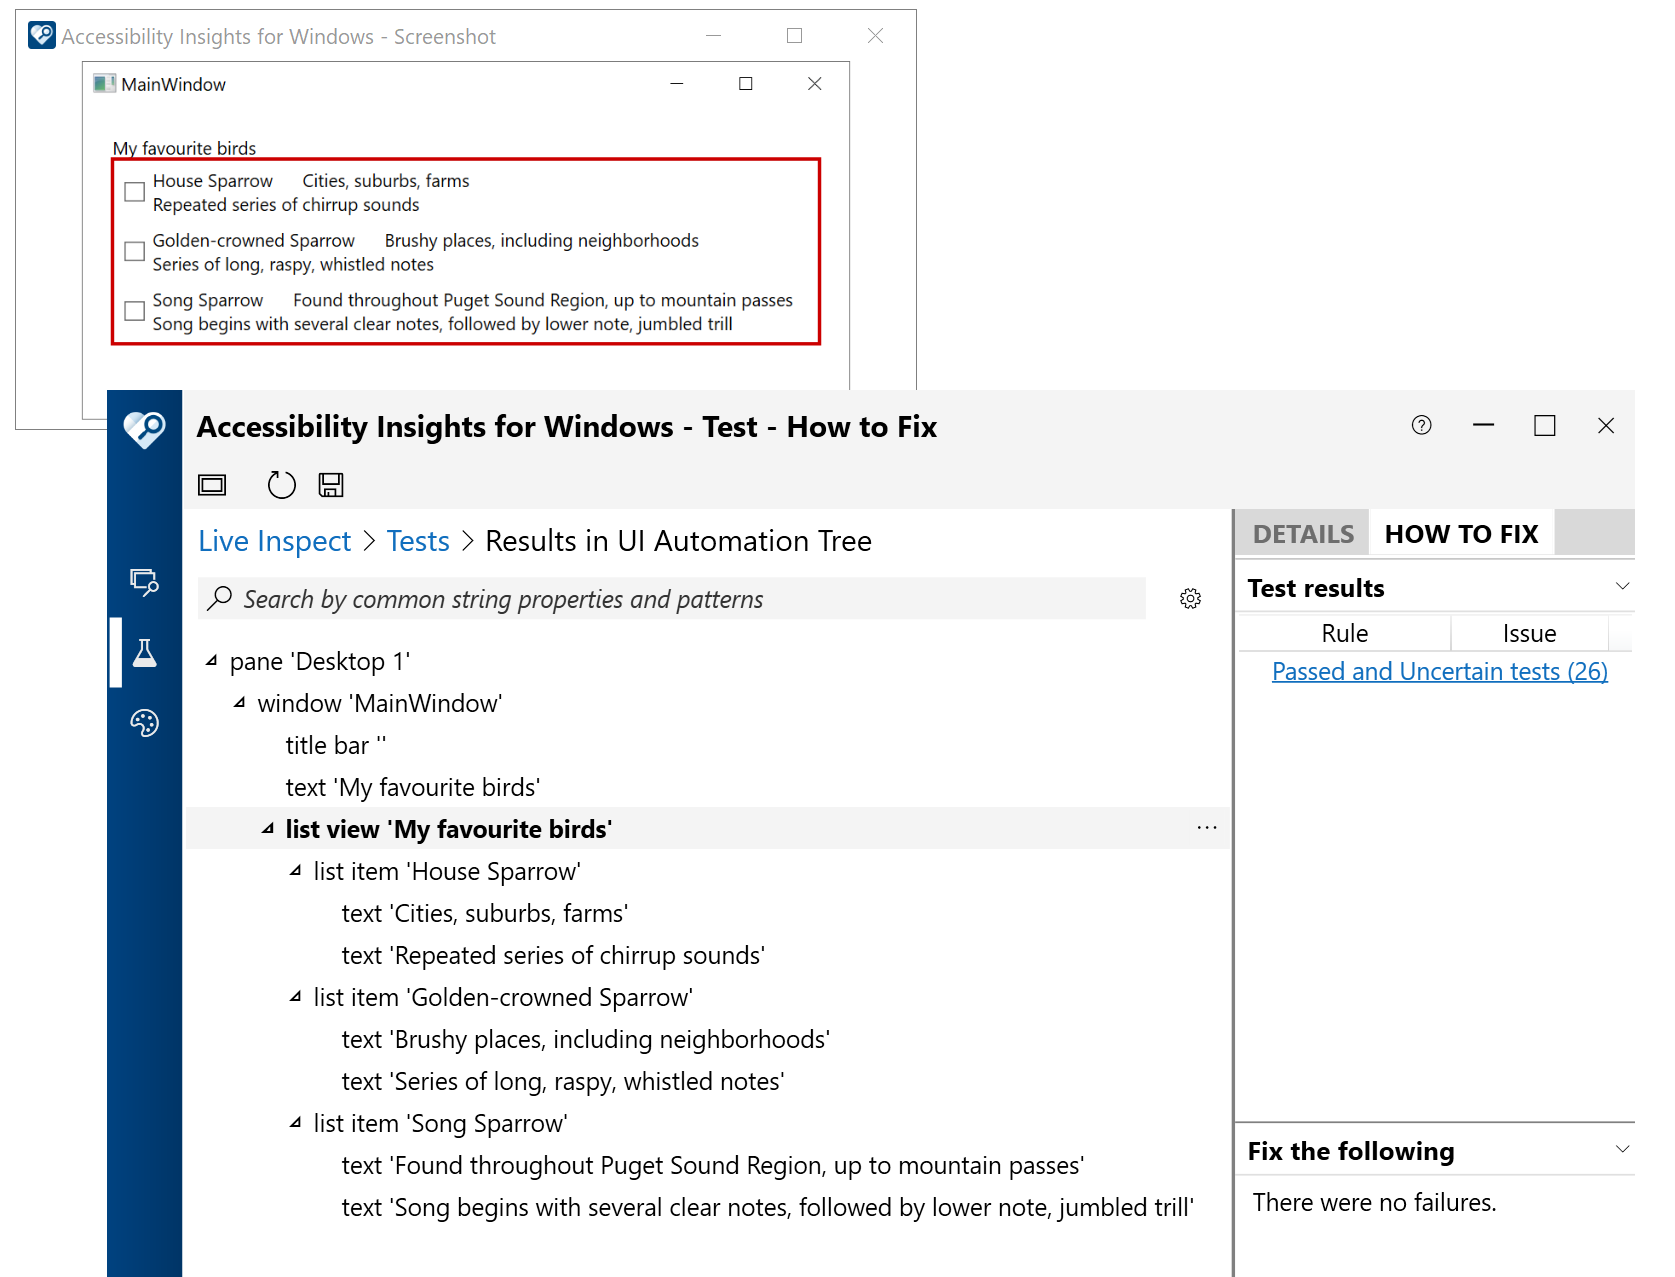 Accessibility Insights for Windows - Screenshot
MainWindow
My favourite birds
House Sparrow Cities, suburbs, farms
Repeated series of chirrup sounds
Golden-crowned Sparrow Brushy places, including neighborhoods
Series of long, raspy, whistled notes
Song Sparrow Found throughout Puget Sound Region, up to mountain passes
Song begins with several clear notes, followed by lower note, jumbled trill
Accessibility Insights for Windows - Test - How to Fix
Live Inspect > Tests > Results in UI Automation Tree
Search by common string properties and patterns
pane 'Desktop 1'
window 'MainWindow'
title bar ''
text 'My favourite birds'
list view 'My favourite birds'
list item 'House Sparrow'
text 'Cities, suburbs, farms'
text 'Repeated series of chirrup sounds'
list item 'Golden-crowned Sparrow'
text 'Brushy places, including neighborhoods'
text 'Series of long, raspy, whistled notes'
list item 'Song Sparrow'
text 'Found throughout Puget Sound Region, up to mountain passes'
text 'Song begins with several clear notes, followed by lower note, jumbled trill'
DETAILS HOW TO FIX
Test results
Rule Issue
Passed and Uncertain tests (26)
Fix the following
There were no failures.